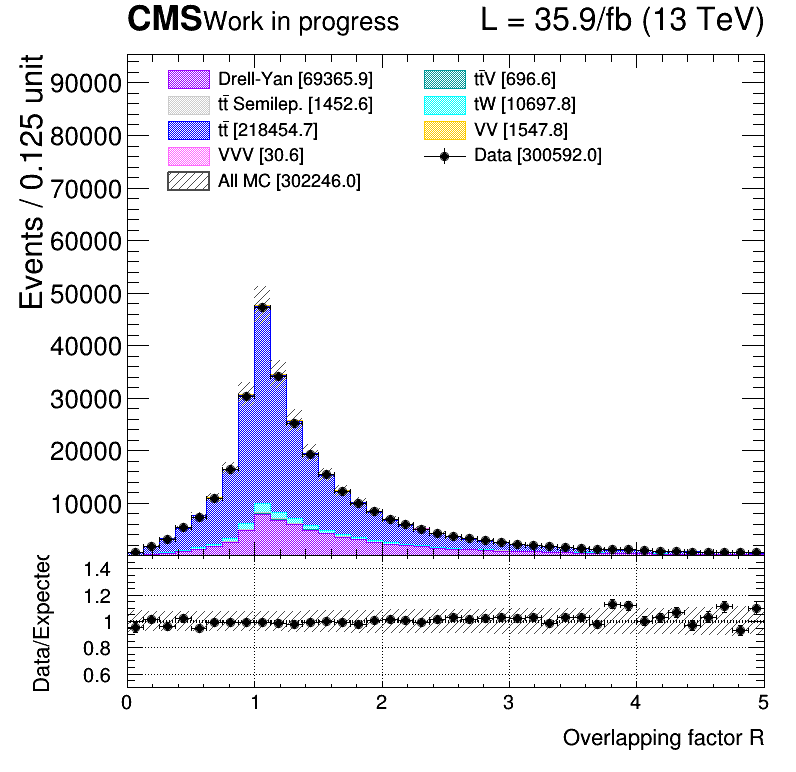 CMS Work in progress L = 35.9/fb (13 TeV)
Events / 0.125 unit
90000
80000
70000
60000
50000
40000
30000
20000
10000
Drell-Yan [69365.9]
tt̄ Semilep. [1452.6]
tt̄ [218454.7]
VVV [30.6]
All MC [302246.0]
tt̄V [696.6]
tW [10697.8]
VV [1547.8]
Data [300592.0]
Data/Expected
1.4
1.2
1
0.8
0.6
0 1 2 3 4 5
Overlapping factor R